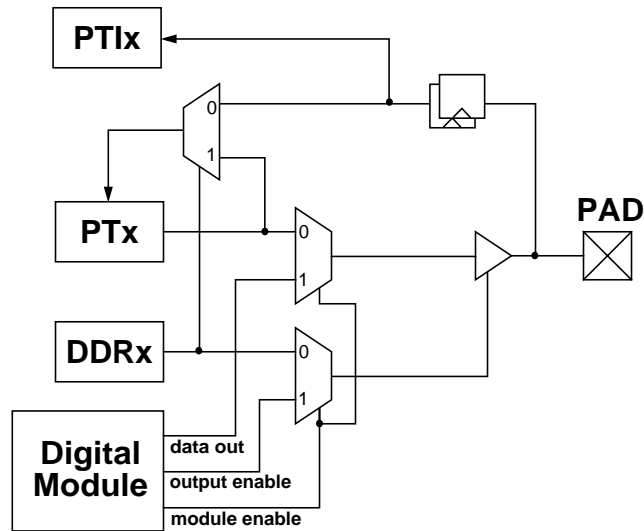 PTIx
0
1
PTx
PAD
0
1
DDRx
0
1
Digital
Module
data out
output enable
module enable